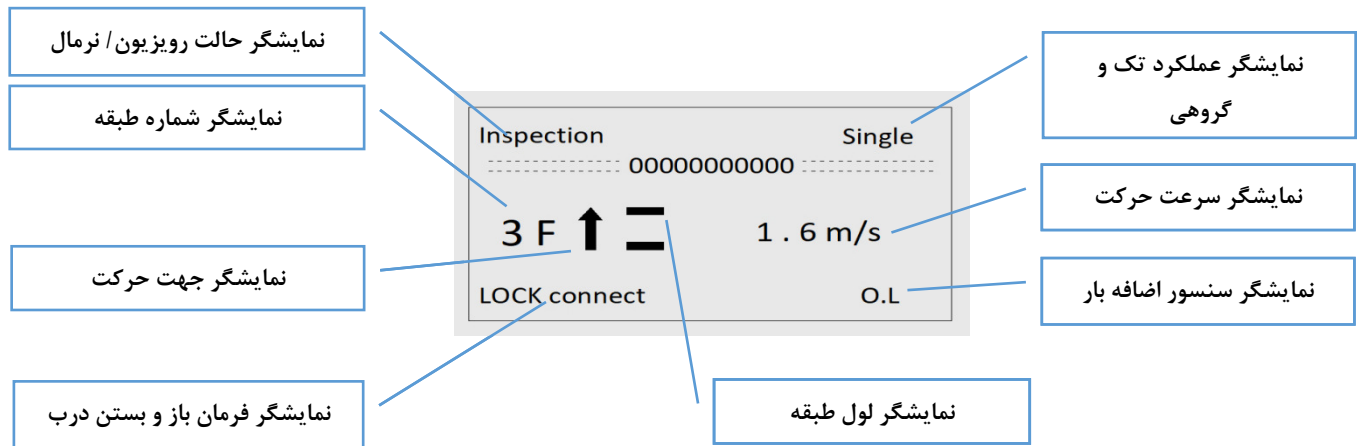 نمایشگر حالت رویزیون/ نرمال
نمایشگر عملکرد تک و
گروهی
نمایشگر شماره طبقه
Inspection
Single
00000000000
نمایشگر سرعت حرکت
3 F
1 . 6 m/s
نمایشگر جهت حرکت
نمایشگر سنسور اضافه بار
LOCK connect
O.L
نمایشگر فرمان باز و بستن درب
نمایشگر لول طبقه